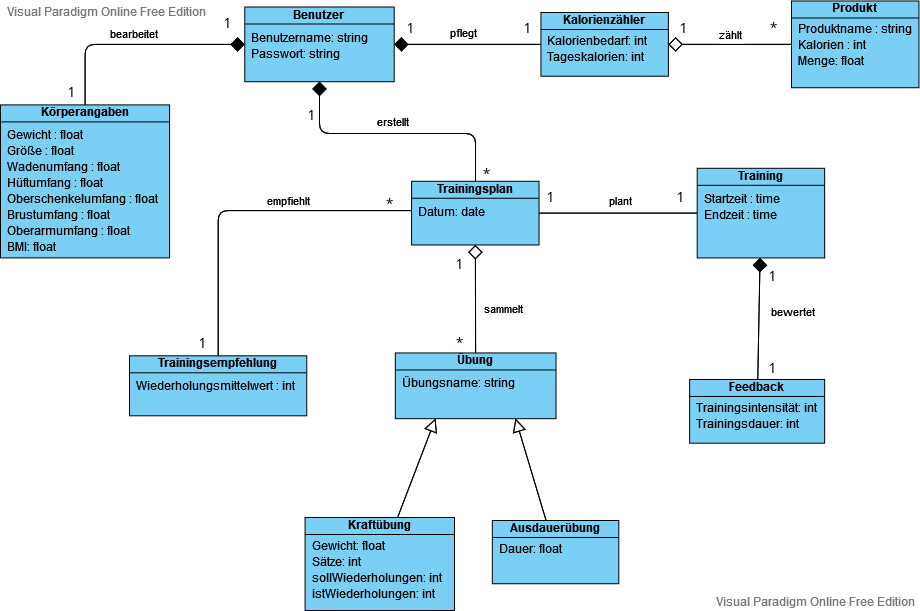 Visual Paradigm Online Free Edition
Benutzer
Benutzername: string
Passwort: string
1
bearbeitet
1
1
pflegt
1
Kalorienzähler
Kalorienbedarf: int
Tageskalorien: int
1
zählt
*
Produkt
Produktname : string
Kalorien : int
Menge: float
Körperangaben
Gewicht : float
Größe : float
Wadenumfang : float
Hüftumfang : float
Oberschenkelumfang : float
Brustumfang : float
Oberarmumfang : float
BMI: float
1
erstellt
*
Trainingsplan
Datum: date
empfiehlt
*
1
1
plant
1
Training
Startzeit : time
Endzeit : time
1
sammelt
*
1
bewertet
1
Trainingsempfehlung
Wiederholungsmittelwert : int
Übung
Übungsname: string
Feedback
Trainingsintensität: int
Trainingsdauer: int
Kraftübung
Gewicht: float
Sätze: int
sollWiederholungen: int
istWiederholungen: int
Ausdauerübung
Dauer: float
Visual Paradigm Online Free Edition